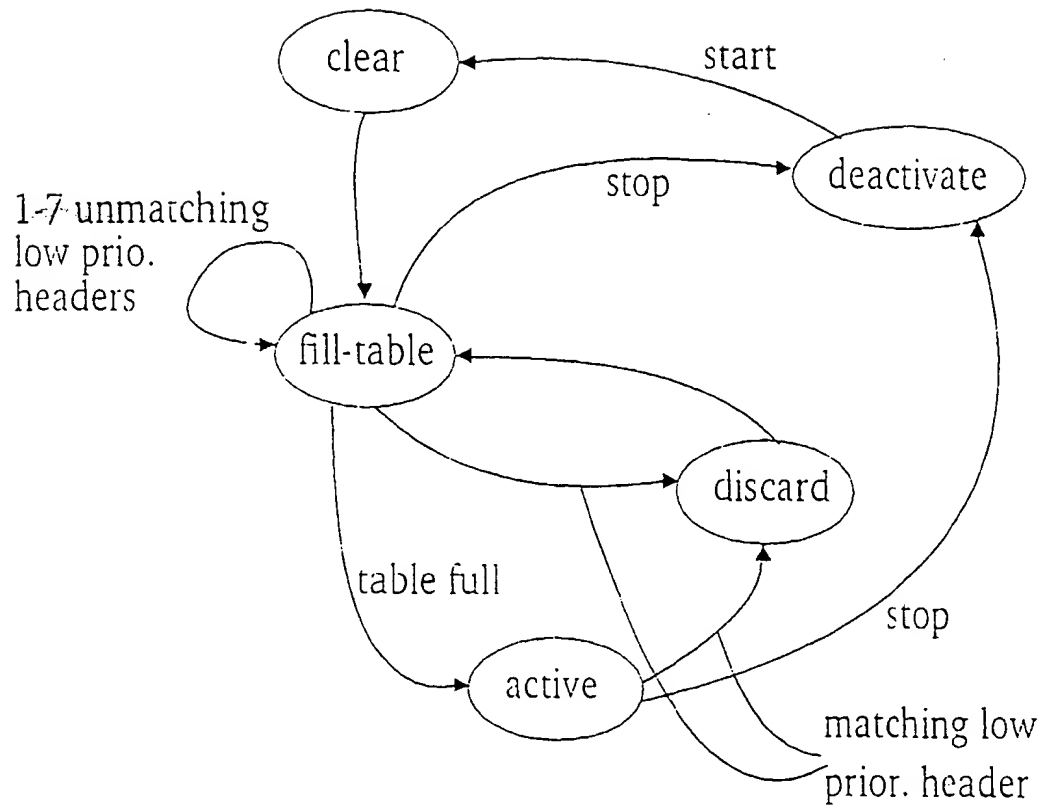 clear
start
deactivate
stop
1-7 unmatching
low prio.
headers
fill-table
discard
table full
stop
active
matching low
prior. header